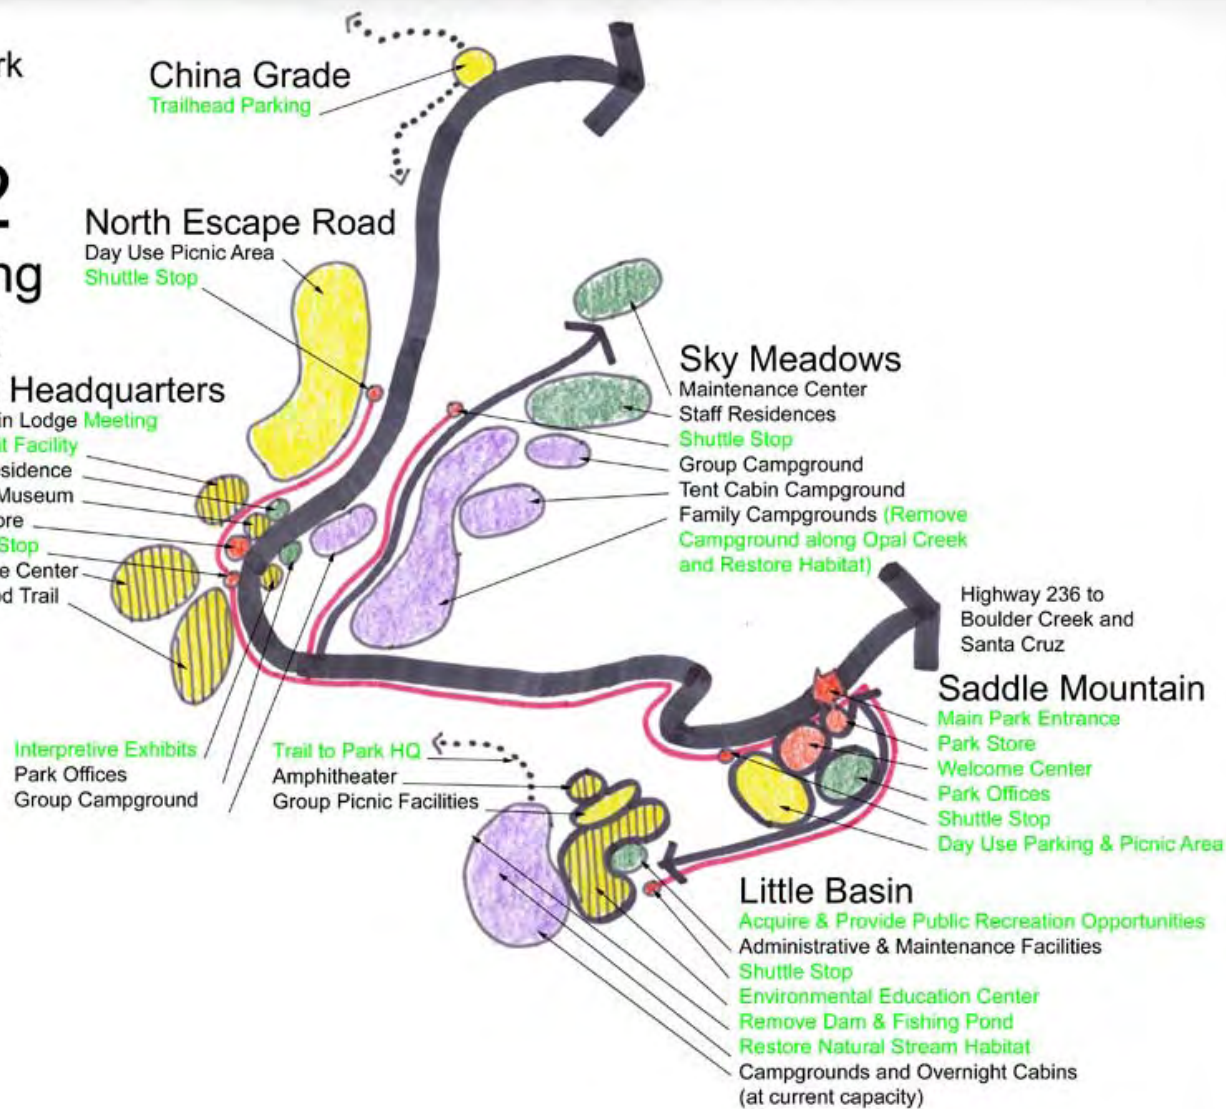 rk
2
ng
China Grade
Trailhead Parking
North Escape Road
Day Use Picnic Area
Shuttle Stop
Headquarters
in Lodge Meeting
t Facility
sidence
Museum
ore
Stop
e Center
d Trail
Interpretive Exhibits
Park Offices
Group Campground
Sky Meadows
Maintenance Center
Staff Residences
Shuttle Stop
Group Campground
Tent Cabin Campground
Family Campgrounds (Remove
Campground along Opal Creek
and Restore Habitat)
Highway 236 to
Boulder Creek and
Santa Cruz
Saddle Mountain
Main Park Entrance
Park Store
Welcome Center
Park Offices
Shuttle Stop
Day Use Parking & Picnic Area
Trail to Park HQ
Amphitheater
Group Picnic Facilities
Little Basin
Acquire & Provide Public Recreation Opportunities
Administrative & Maintenance Facilities
Shuttle Stop
Environmental Education Center
Remove Dam & Fishing Pond
Restore Natural Stream Habitat
Campgrounds and Overnight Cabins
(at current capacity)